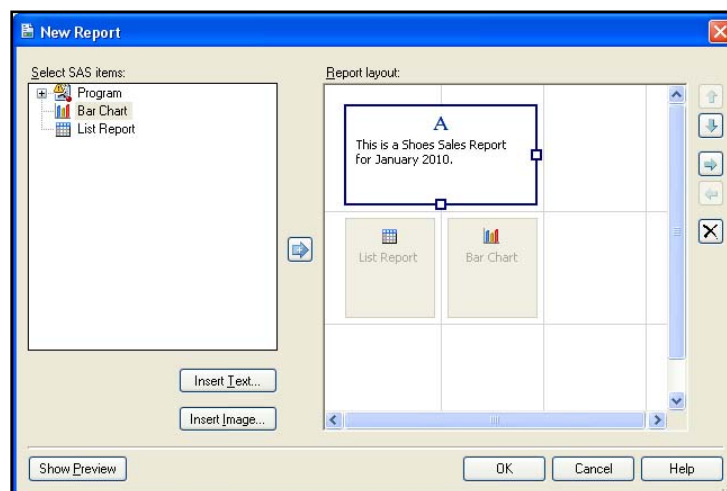 New Report
Select SAS items:
Program
Bar Chart
List Report
Insert Text...
Insert Image...
Report layout:
A
This is a Shoes Sales Report
for January 2010.
List Report
Bar Chart
Show Preview
OK
Cancel
Help